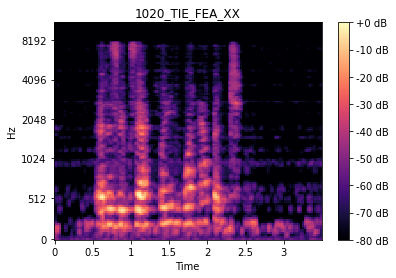 1020_TIE_FEA_XX
8192
4096
2048
1024
512
0
Hz
0 0.5 1 1.5 2 2.5 3
Time
+0 dB
-10 dB
-20 dB
-30 dB
-40 dB
-50 dB
-60 dB
-70 dB
-80 dB